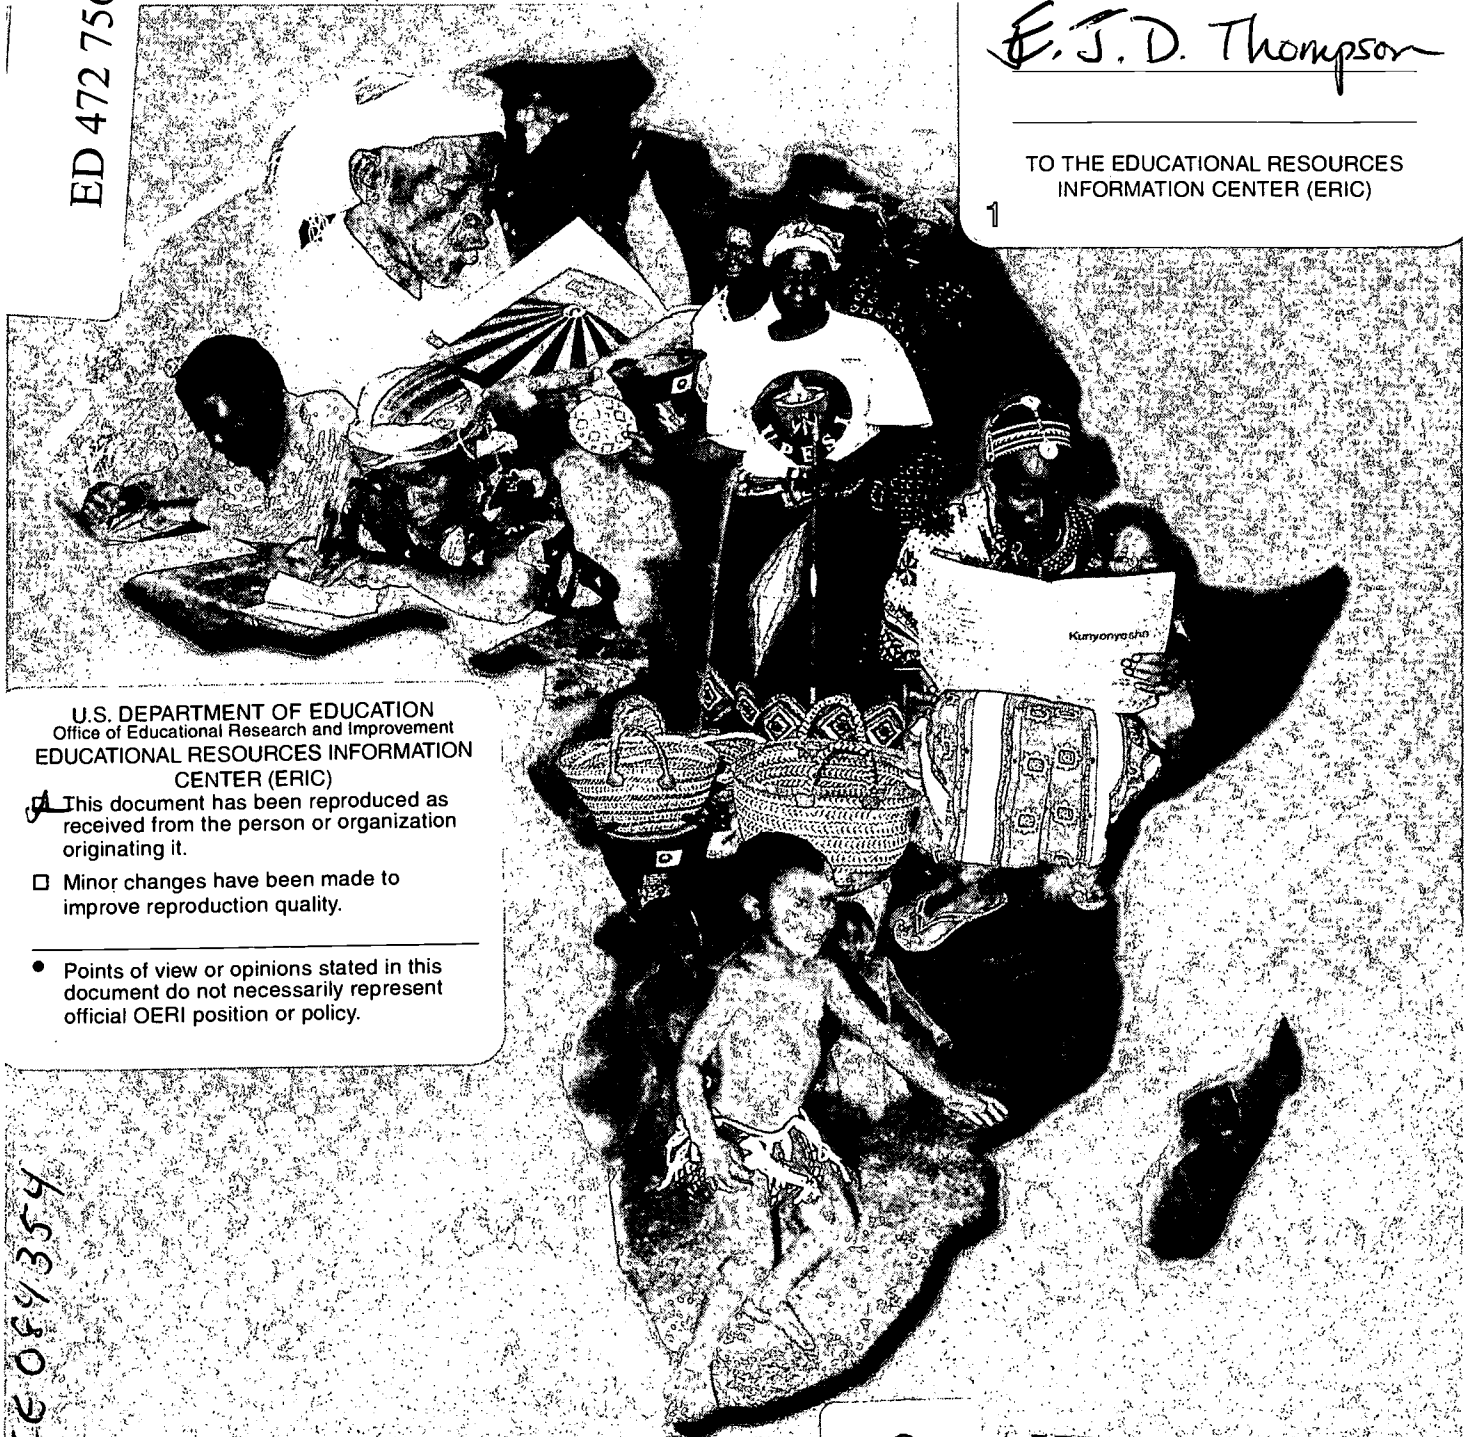 ED 472 750
E. J. D. Thompson
TO THE EDUCATIONAL RESOURCES
INFORMATION CENTER (ERIC)
1
Kunyonyesha
U.S. DEPARTMENT OF EDUCATION
Office of Educational Research and Improvement
EDUCATIONAL RESOURCES INFORMATION
CENTER (ERIC)
This document has been reproduced as
received from the person or organization
originating it.
Minor changes have been made to
improve reproduction quality.
Points of view or opinions stated in this
document do not necessarily represent
official OERI position or policy.
CE 084354